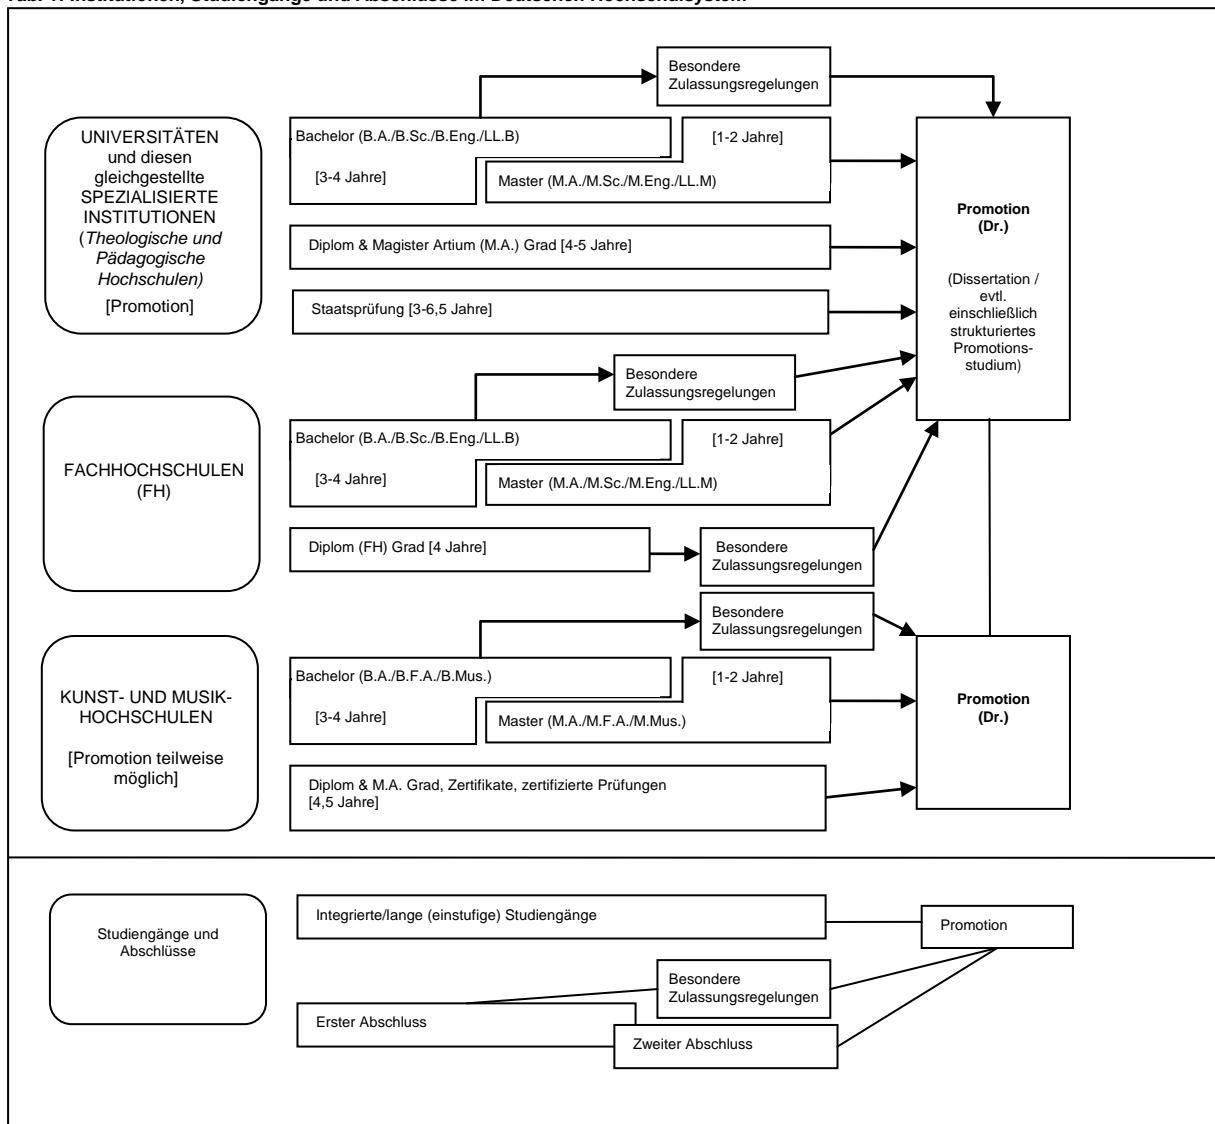 Tab. 1: Institutionen, Studiengänge und Abschlüsse im Deutschen Hochschulsystem
Besondere
Zulassungsregelungen
UNIVERSITÄTEN
und diesen
gleichgestellte
SPEZIALISIERTE
INSTITUTIONEN
(Theologische und
Pädagogische
Hochschulen)
[Promotion]
Bachelor (B.A./B.Sc./B.Eng./LL.B)
[3-4 Jahre]
[1-2 Jahre]
Master (M.A./M.Sc./M.Eng./LL.M)
Diplom & Magister Artium (M.A.) Grad [4-5 Jahre]
Staatsprüfung [3-6,5 Jahre]
Promotion
(Dr.)
(Dissertation /
evtl.
einschließlich
strukturiertes
Promotions-
studium)
Besondere
Zulassungsregelungen
FACHHOCHSCHULEN
(FH)
Bachelor (B.A./B.Sc./B.Eng./LL.B)
[3-4 Jahre]
[1-2 Jahre]
Master (M.A./M.Sc./M.Eng./LL.M)
Diplom (FH) Grad [4 Jahre]
Besondere
Zulassungsregelungen
Besondere
Zulassungsregelungen
KUNST- UND MUSIK-
HOCHSCHULEN
[Promotion teilweise
möglich]
Bachelor (B.A./B.F.A./B.Mus.)
[3-4 Jahre]
[1-2 Jahre]
Master (M.A./M.F.A./M.Mus.)
Diplom & M.A. Grad, Zertifikate, zertifizierte Prüfungen
[4,5 Jahre]
Promotion
(Dr.)
Studiengänge und
Abschlüsse
Integrierte/lange (einstufige) Studiengänge
Promotion
Besondere
Zulassungsregelungen
Erster Abschluss
Zweiter Abschluss